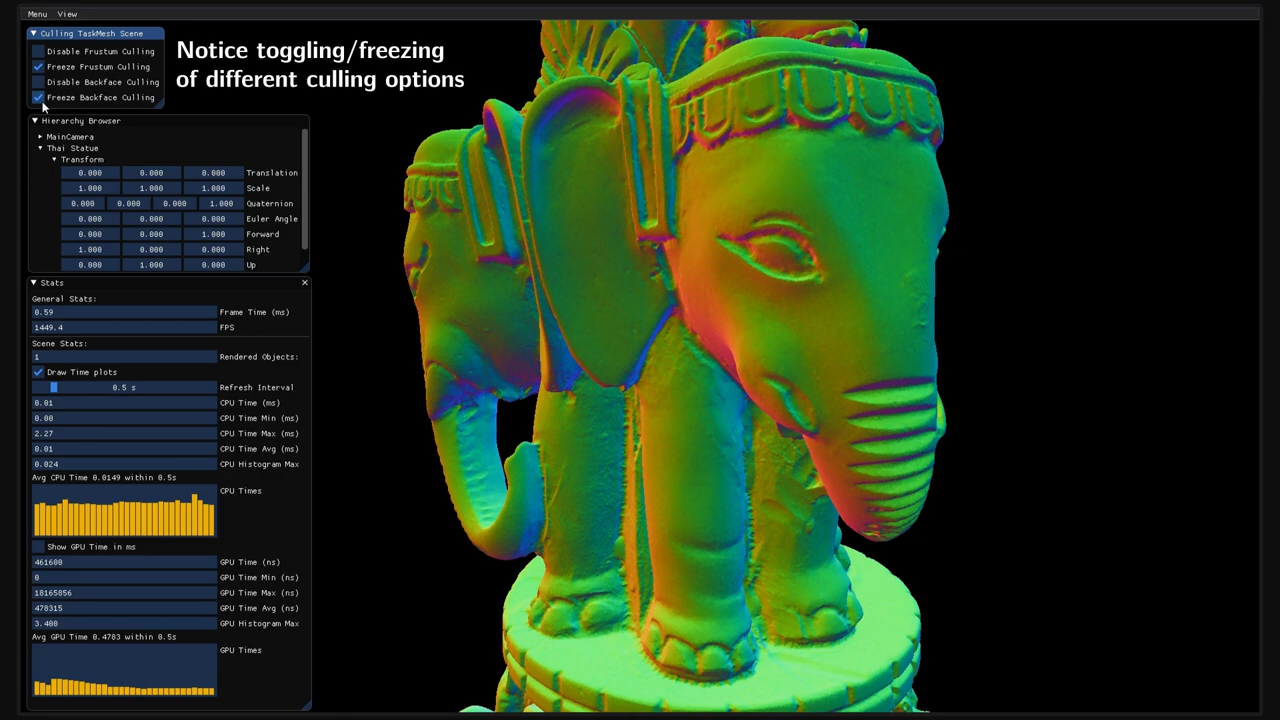 Menu View
Culling TaskMesh Scene
Disable Frustum Culling
Freeze Frustum Culling
Disable Backface Culling
Freeze Backface Culling
Notice toggling/freezing
of different culling options
Hierarchy Browser
MainCamera
Thai Statue
Transform
0.000 0.000 0.000 Translation
1.000 1.000 1.000 Scale
0.000 0.000 0.000 1.000 Quaternion
0.000 0.000 0.000 Euler Angle
0.000 0.000 1.000 Forward
1.000 0.000 0.000 Right
0.000 1.000 0.000 Up
Stats
General Stats:
0.59 Frame Time (ms)
1449.4 FPS
Scene Stats:
1 Rendered Objects:
Draw Time plots
0.5 s Refresh Interval
0.01 CPU Time (ms)
0.00 CPU Time Min (ms)
2.27 CPU Time Max (ms)
0.01 CPU Time Avg (ms)
0.024 CPU Histogram Max
Avg CPU Time 0.0149 within 0.5s
CPU Times
Show GPU Time in ms
461600 GPU Time (ns)
0 GPU Time Min (ns)
18165856 GPU Time Max (ns)
478315 GPU Time Avg (ns)
3.400 GPU Histogram Max
Avg GPU Time 0.4783 within 0.5s
GPU Times